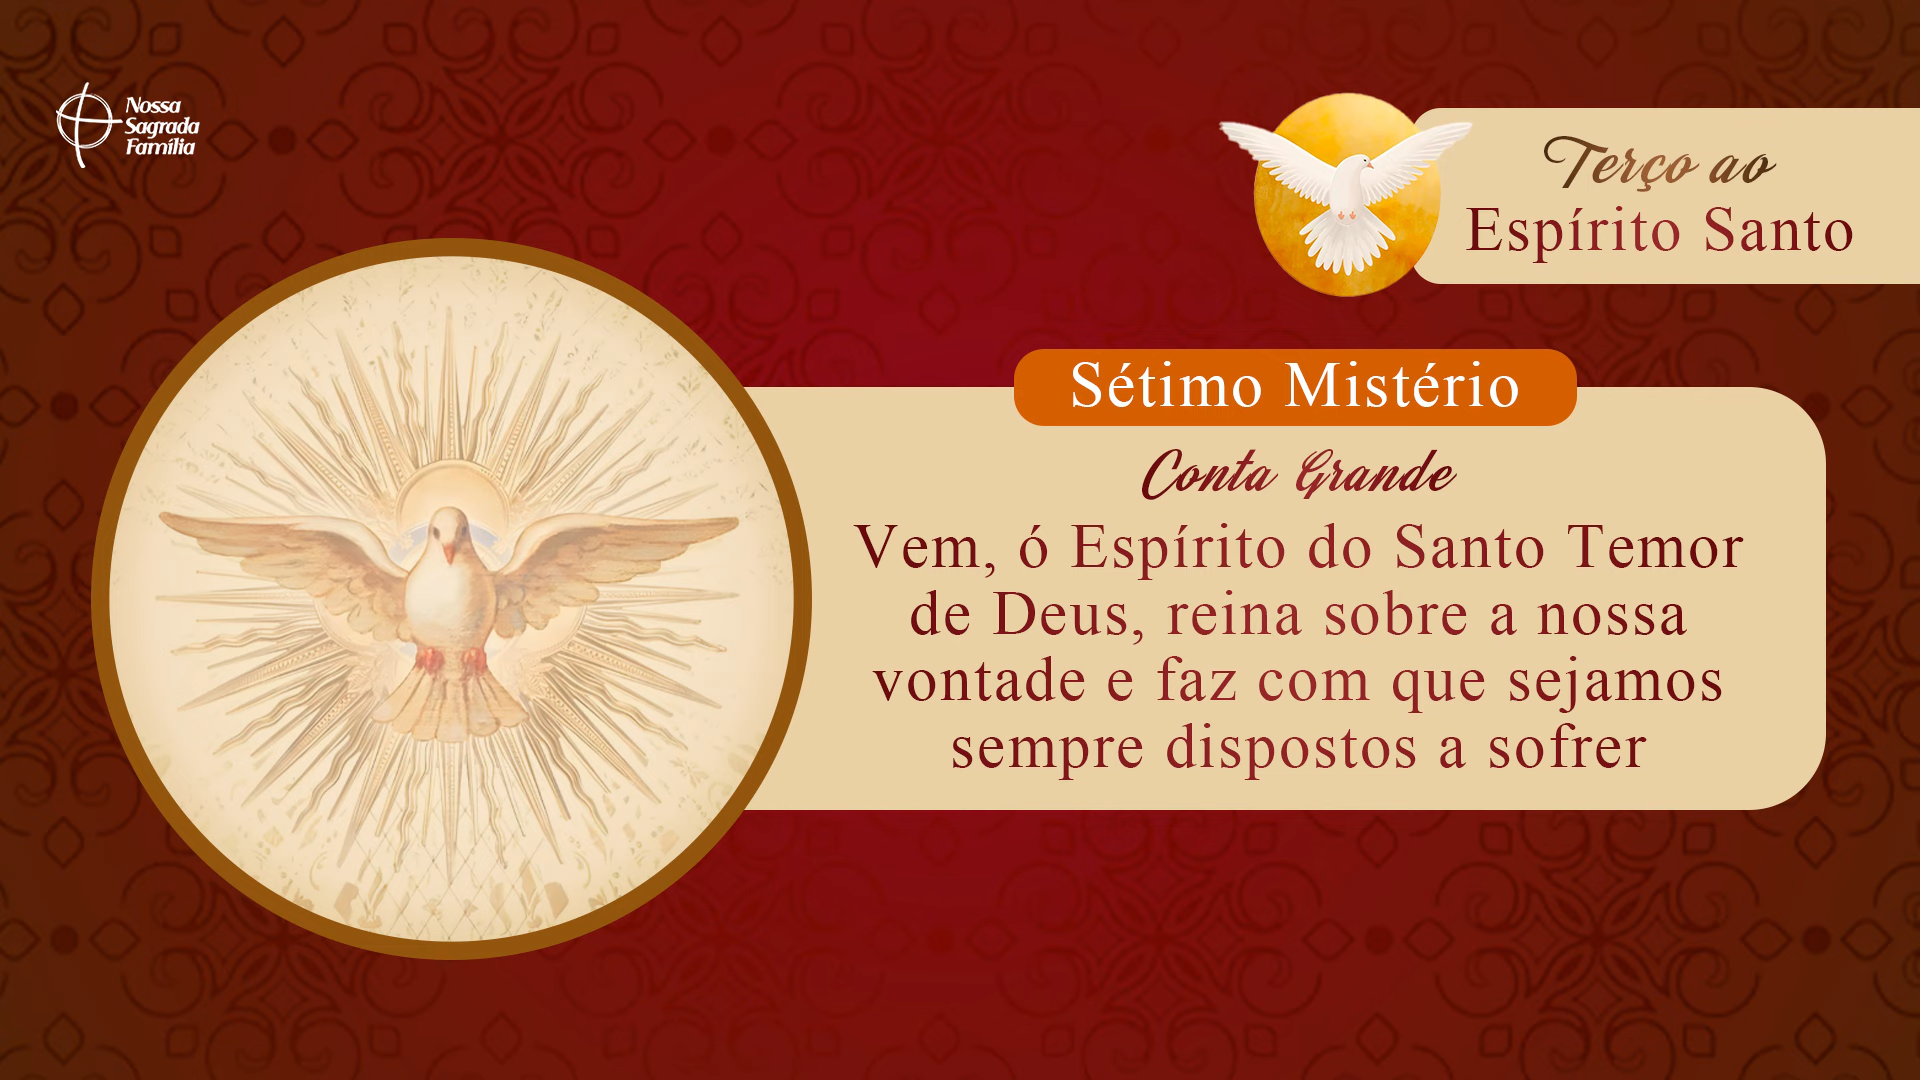 Nossa
Sagrada
Família
Terço ao
Espírito Santo
Sétimo Mistério
Conta Grande
Vem, ó Espírito do Santo Temor
de Deus, reina sobre a nossa
vontade e faz com que sejamos
sempre dispostos a sofrer